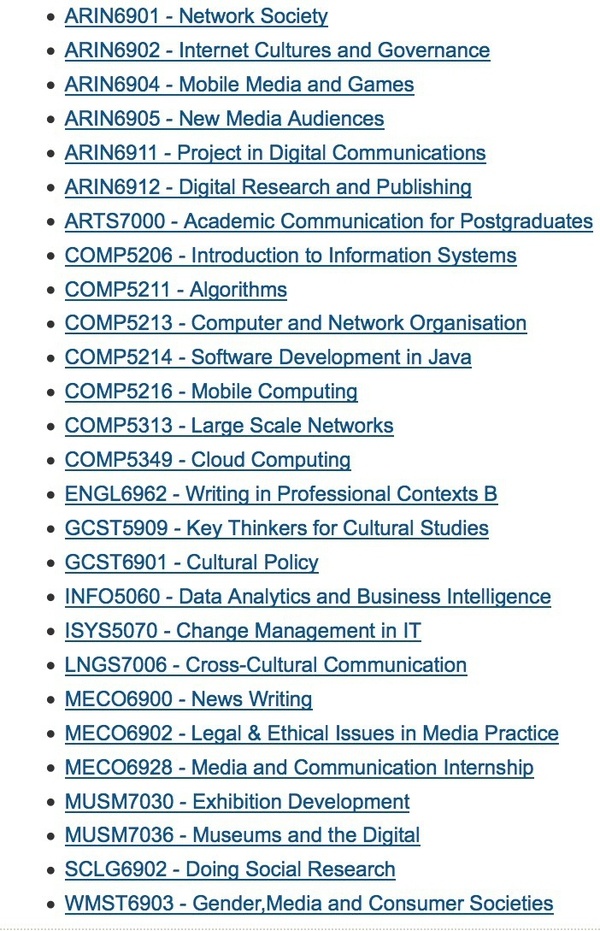 ARIN6901 - Network Society
ARIN6902 - Internet Cultures and Governance
ARIN6904 - Mobile Media and Games
ARIN6905 - New Media Audiences
ARIN6911 - Project in Digital Communications
ARIN6912 - Digital Research and Publishing
ARTS7000 - Academic Communication for Postgraduates
COMP5206 - Introduction to Information Systems
COMP5211 - Algorithms
COMP5213 - Computer and Network Organisation
COMP5214 - Software Development in Java
COMP5216 - Mobile Computing
COMP5313 - Large Scale Networks
COMP5349 - Cloud Computing
ENGL6962 - Writing in Professional Contexts B
GCST5909 - Key Thinkers for Cultural Studies
GCST6901 - Cultural Policy
INFO5060 - Data Analytics and Business Intelligence
ISYS5070 - Change Management in IT
LNGS7006 - Cross-Cultural Communication
MECO6900 - News Writing
MECO6902 - Legal & Ethical Issues in Media Practice
MECO6928 - Media and Communication Internship
MUSM7030 - Exhibition Development
MUSM7036 - Museums and the Digital
SCLG6902 - Doing Social Research
WMST6903 - Gender,Media and Consumer Societies